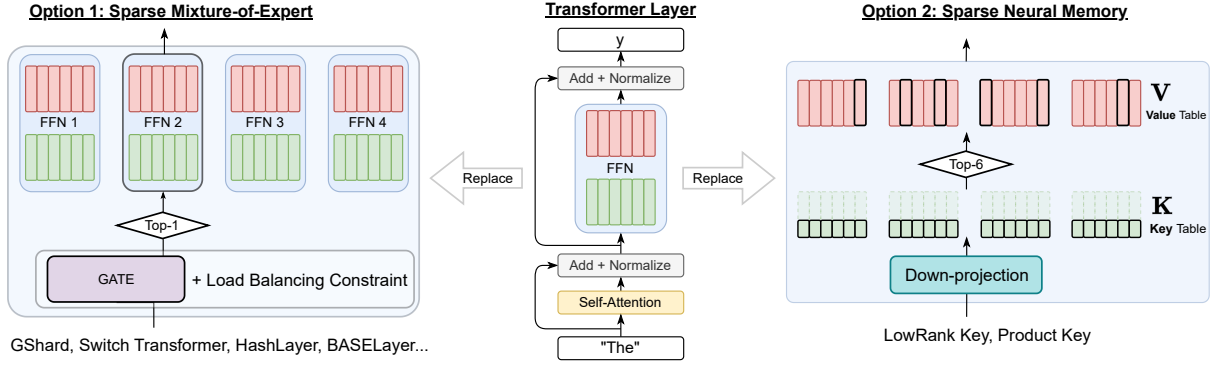 Option 1: Sparse Mixture-of-Expert
FFN 1
FFN 2
FFN 3
FFN 4
Top-1
GATE
+ Load Balancing Constraint
GShard, Switch Transformer, HashLayer, BASELayer...
Replace
Transformer Layer
y
Add + Normalize
FFN
Add + Normalize
Self-Attention
"The"
Replace
Option 2: Sparse Neural Memory
V
Value Table
Top-6
K
Key Table
Down-projection
LowRank Key, Product Key